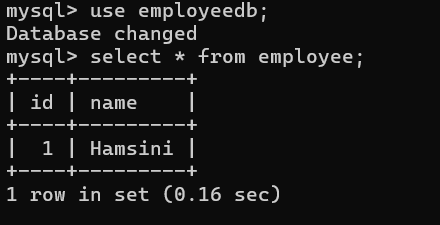 mysql> use employeedb;
Database changed
mysql> select * from employee;
+----+---------+
| id | name    |
+----+---------+
|  1 | Hamsini |
+----+---------+
1 row in set (0.16 sec)